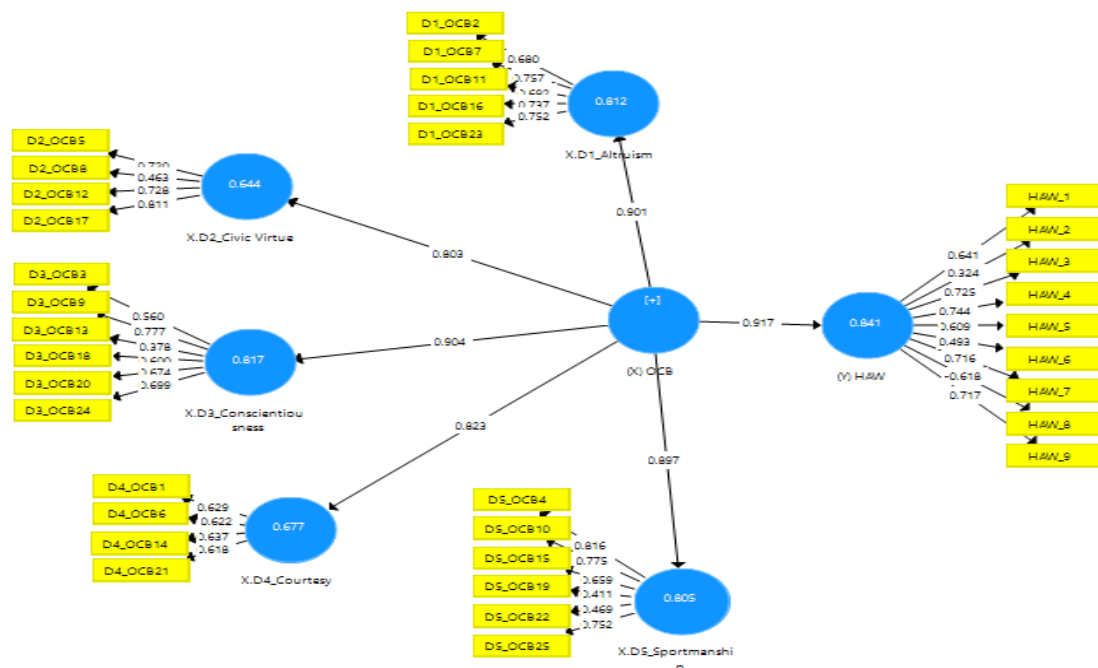 D1_OCB2
D1_OCB7
D1_OCB11
D1_OCB16
D1_OCB23
0.680
0.757
0.737
0.752
0.812
X.D1_Altruism
0.901
D2_OCB5
D2_OCB8
D2_OCB12
D2_OCB17
0.720
0.463
0.728
0.811
0.644
X.D2_Civic Virtue
0.803
D3_OCB3
D3_OCB9
D3_OCB13
D3_OCB18
D3_OCB20
D3_OCB24
0.560
0.777
0.378
0.674
0.699
0.817
X.D3_Conscientiou
sness
0.904
D4_OCB1
D4_OCB6
D4_OCB14
D4_OCB21
0.629
0.622
0.637
0.618
0.677
X.D4_Courtesy
0.823
D5_OCB4
D5_OCB10
D5_OCB15
D5_OCB19
D5_OCB22
D5_OCB25
0.816
0.775
0.659
0.411
0.469
0.752
0.805
X.D5_Sportmanshi
0.897
[+]
(X) OCB
0.917
0.841
(Y) HAW
0.641
0.324
0.725
0.744
0.609
0.493
0.716
-0.618
0.717
HAW_1
HAW_2
HAW_3
HAW_4
HAW_5
HAW_6
HAW_7
HAW_8
HAW_9